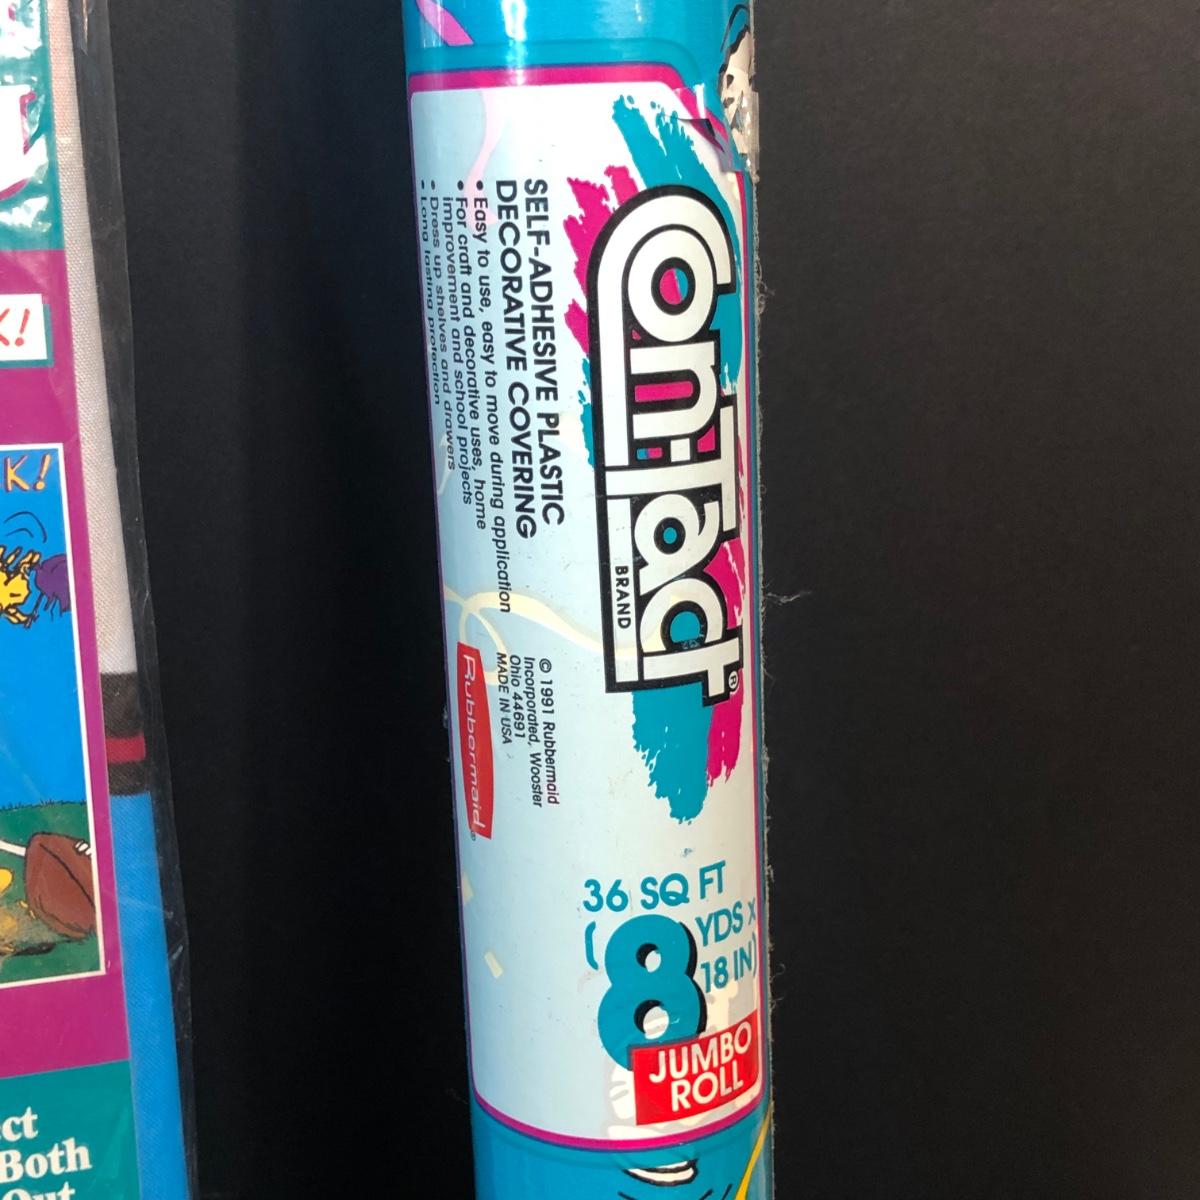 Con-Tact®
BRAND
SELF-ADHESIVE PLASTIC
DECORATIVE COVERING
• Easy to use, easy to move during application
• For craft and decorative uses, home
improvement and school projects
• Dress up shelves and drawers
• Long lasting protection
© 1991 Rubbermaid
Incorporated, Wooster
Ohio 44691
MADE IN USA
Rubbermaid®
36 SQ FT
(8 YDS x
18 IN)
JUMBO
ROLL
K!
Both
Out